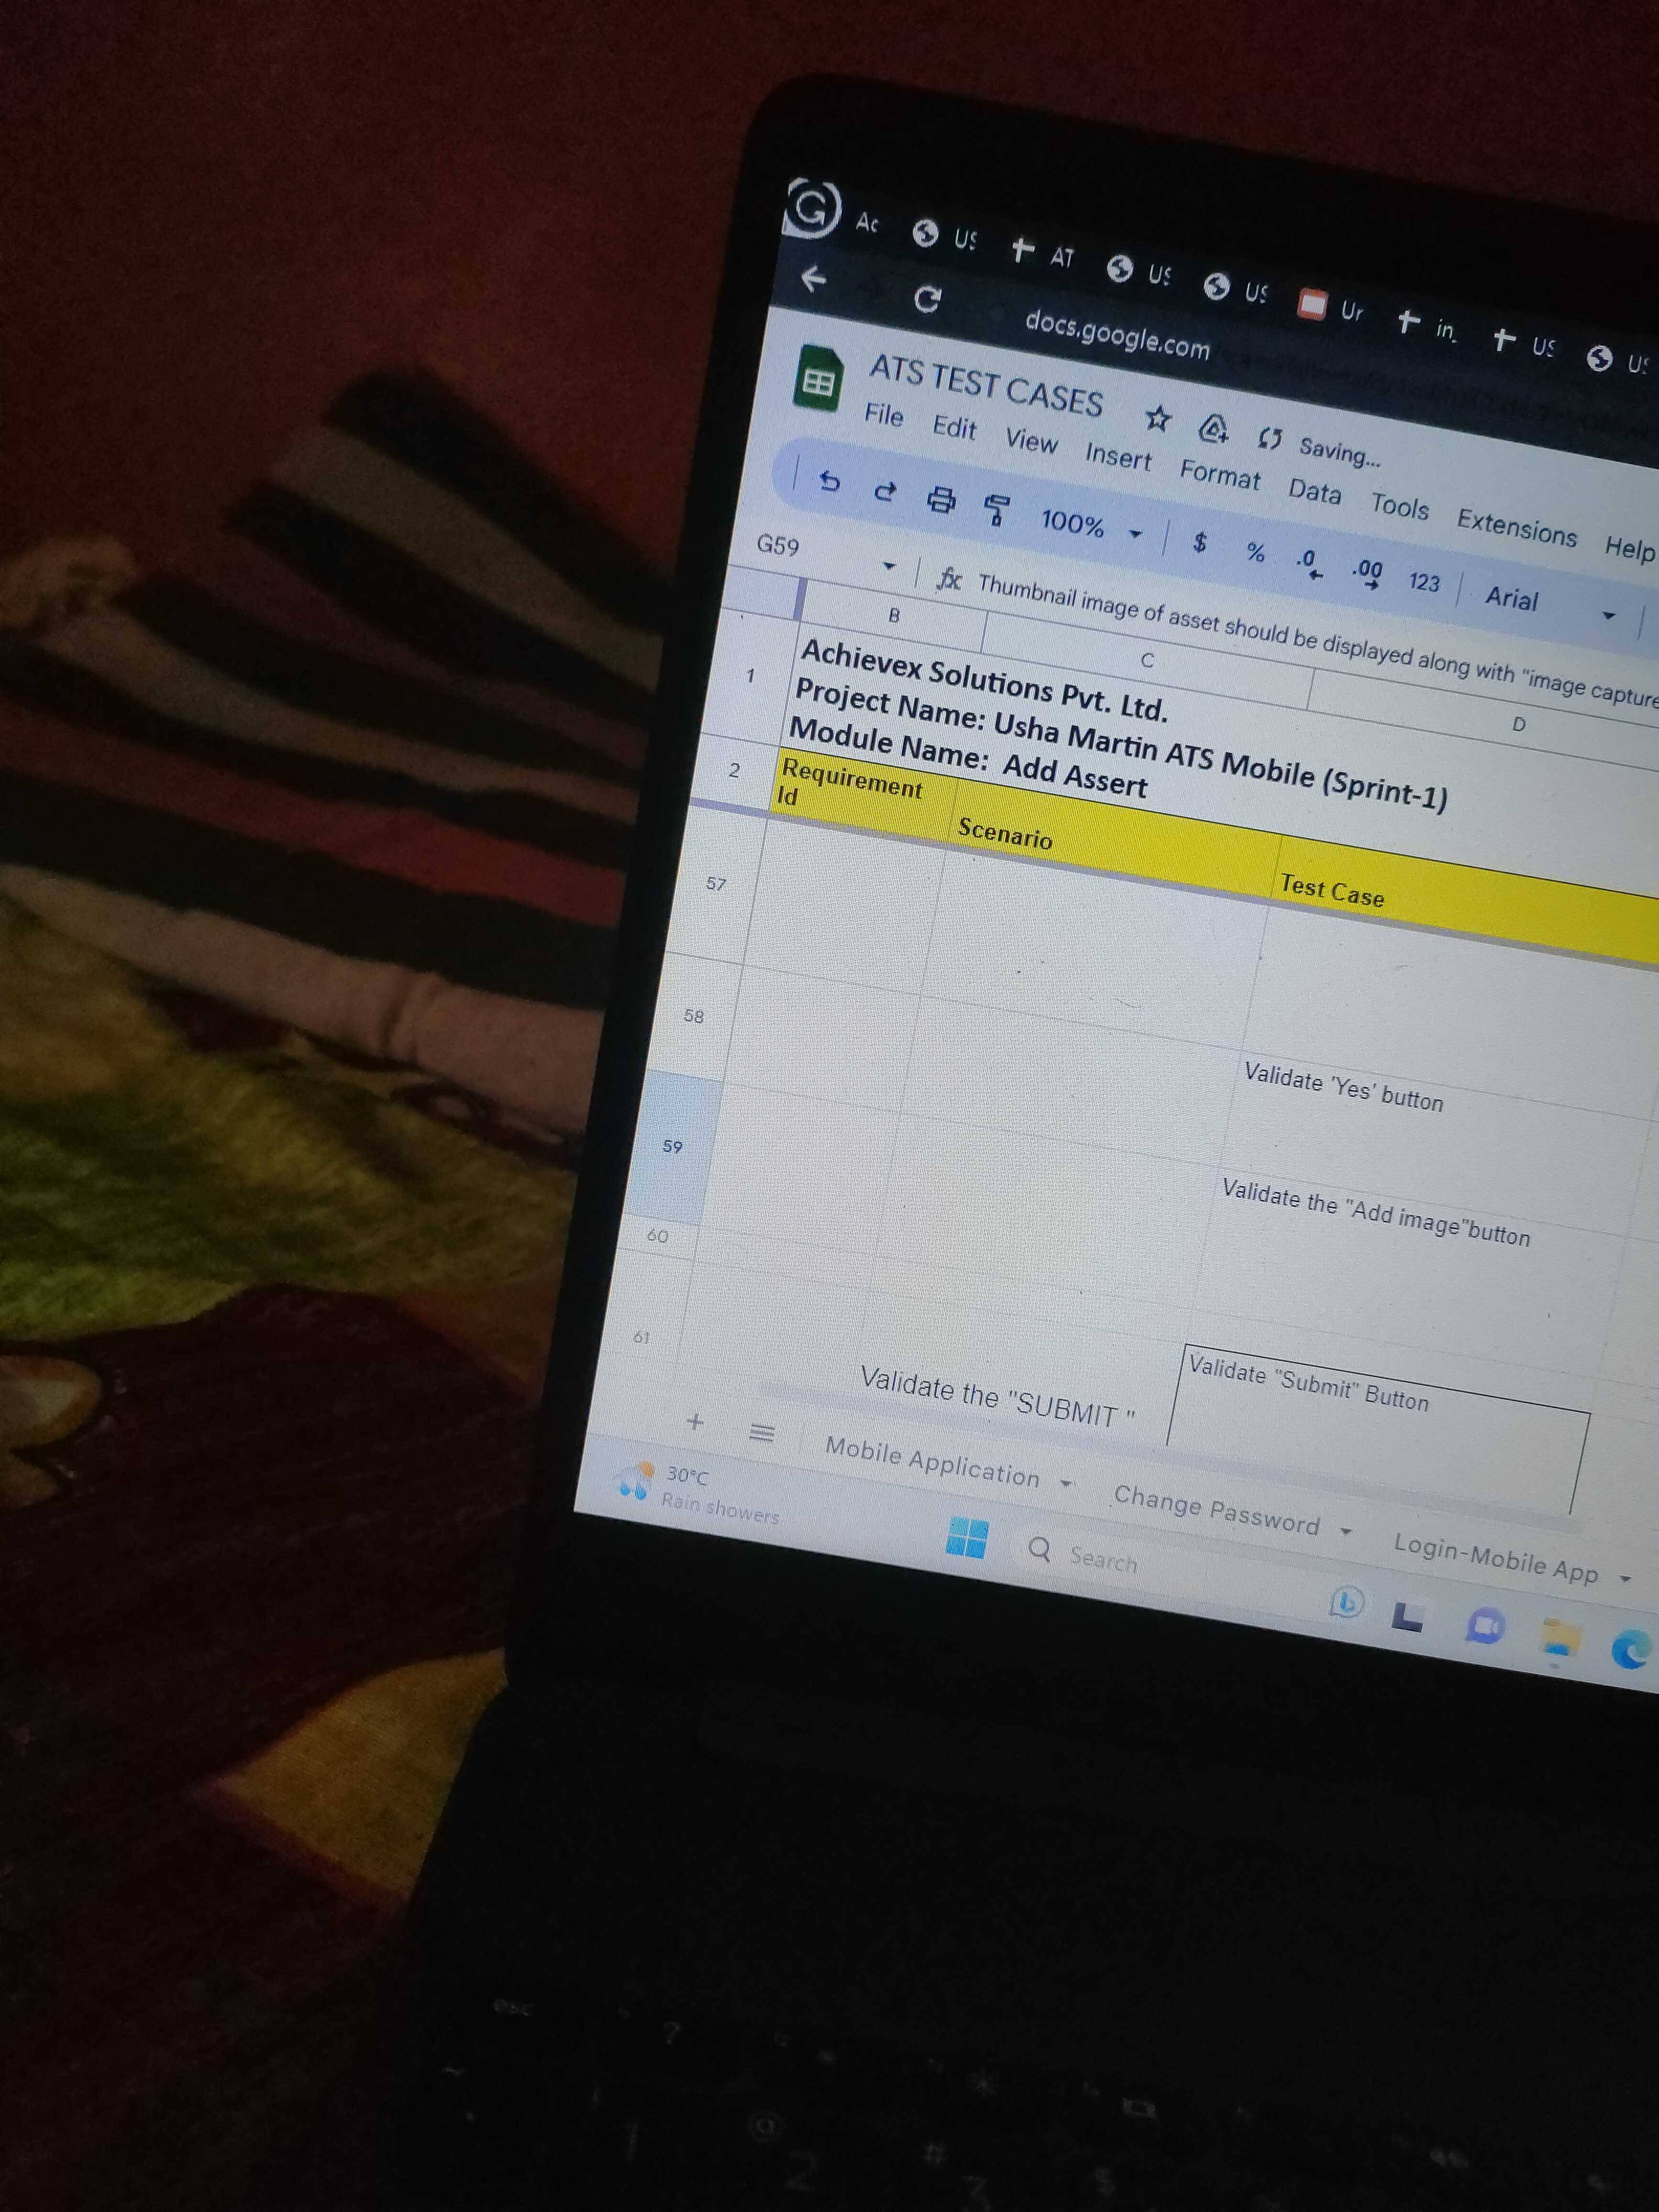 Ac
US
AT
US
US
Ur
in
US
US
docs.google.com
ATS TEST CASES
Saving...
File Edit View Insert Format Data Tools Extensions Help
100% $ % .0 .00 123 Arial
G59
fx Thumbnail image of asset should be displayed along with "image capture
B C D
1
Achievex Solutions Pvt. Ltd.
Project Name: Usha Martin ATS Mobile (Sprint-1)
Module Name: Add Assert
2
Requirement
Id
Scenario
Test Case
57
58
Validate 'Yes' button
59
Validate the "Add image"button
60
61
Validate the "SUBMIT "
Validate "Submit" Button
+
Mobile Application
Change Password
Login-Mobile App
30°C
Rain showers
Search
esc
?
1
@
2
#
3
$